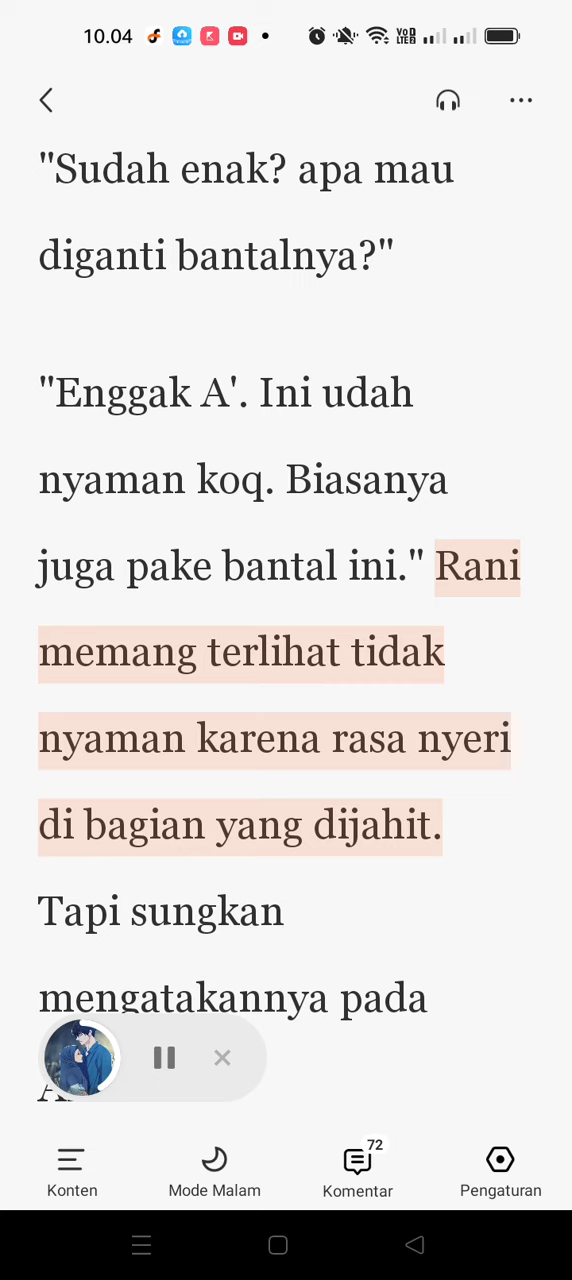 10.04
VoD
LTE2
"Sudah enak? apa mau
diganti bantalnya?"
"Enggak A'. Ini udah
nyaman koq. Biasanya
juga pake bantal ini." Rani
memang terlihat tidak
nyaman karena rasa nyeri
di bagian yang dijahit.
Tapi sungkan
mengatakannya pada
72
Konten
Mode Malam
Komentar
Pengaturan